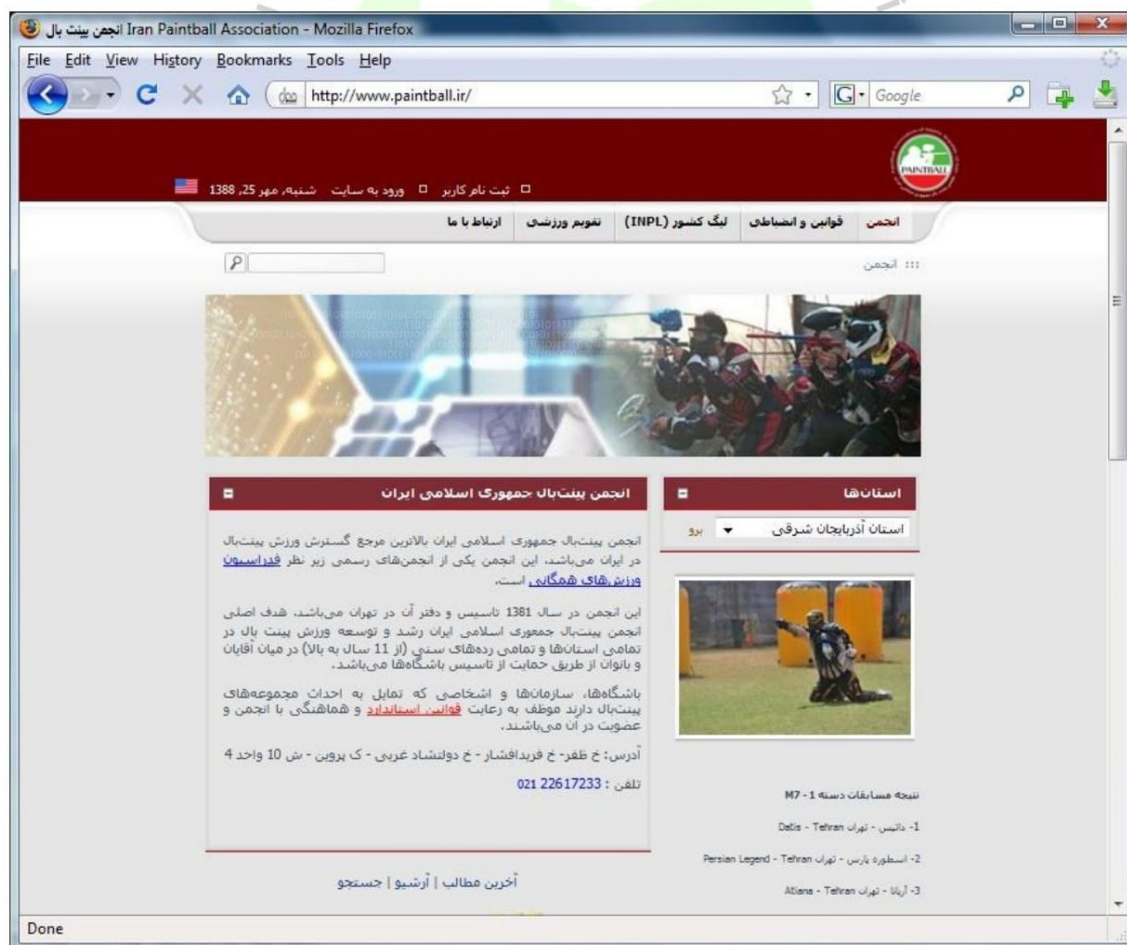 انجمن پینت بال Iran Paintball Association - Mozilla Firefox
File Edit View History Bookmarks Tools Help
http://www.paintball.ir/
Google
PAINTBALL
ثبت نام کاربر ورود به سایت شنبه, مهر 25, 1388
انجمن قوانین و انضباطی لیگ کشور (INPL) تقویم ورزشی ارتباط با ما
::: انجمن
استان‌ها
استان آذربایجان شرقی برو
انجمن پینت‌بال جمهوری اسلامی ایران
انجمن پینت‌بال جمهوری اسلامی ایران بالاترین مرجع گسترش ورزش پینت‌بال
در ایران می‌باشد، این انجمن یکی از انجمن‌های رسمی زیر نظر فدراسیون
ورزش‌های همگانی است.
این انجمن در سال 1381 تاسیس و دفتر آن در تهران می‌باشد. هدف اصلی
انجمن پینت‌بال جمعوری اسلامی ایران رشد و توسعه ورزش پینت بال در
تمامی استان‌ها و تمامی رده‌های سنی (از 11 سال به بالا) در میان آقایان
و بانوان از طریق حمایت از تاسیس باشگاه‌ها می‌باشد.
باشگاه‌ها، سازمان‌ها و اشخاصی که تمایل به احداث مجموعه‌های
پینت‌بال دارند موظف به رعایت قوانین استاندارد و هماهنگی با انجمن و
عضویت در آن می‌باشند.
آدرس: خ ظفر- خ فریدافشار - خ دولتشاد غربی - ک پروین - ش 10 واحد 4
تلفن : 22617233 021
آخرین مطالب | آرشیو | جستجو
نتیجه مسابقات دسته 1 - M7
1- داتیس - تهران Datis - Tehran
2- اسطوره پارس - تهران Persian Legend - Tehran
3- آریانا - تهران Atiana - Tehran
Done